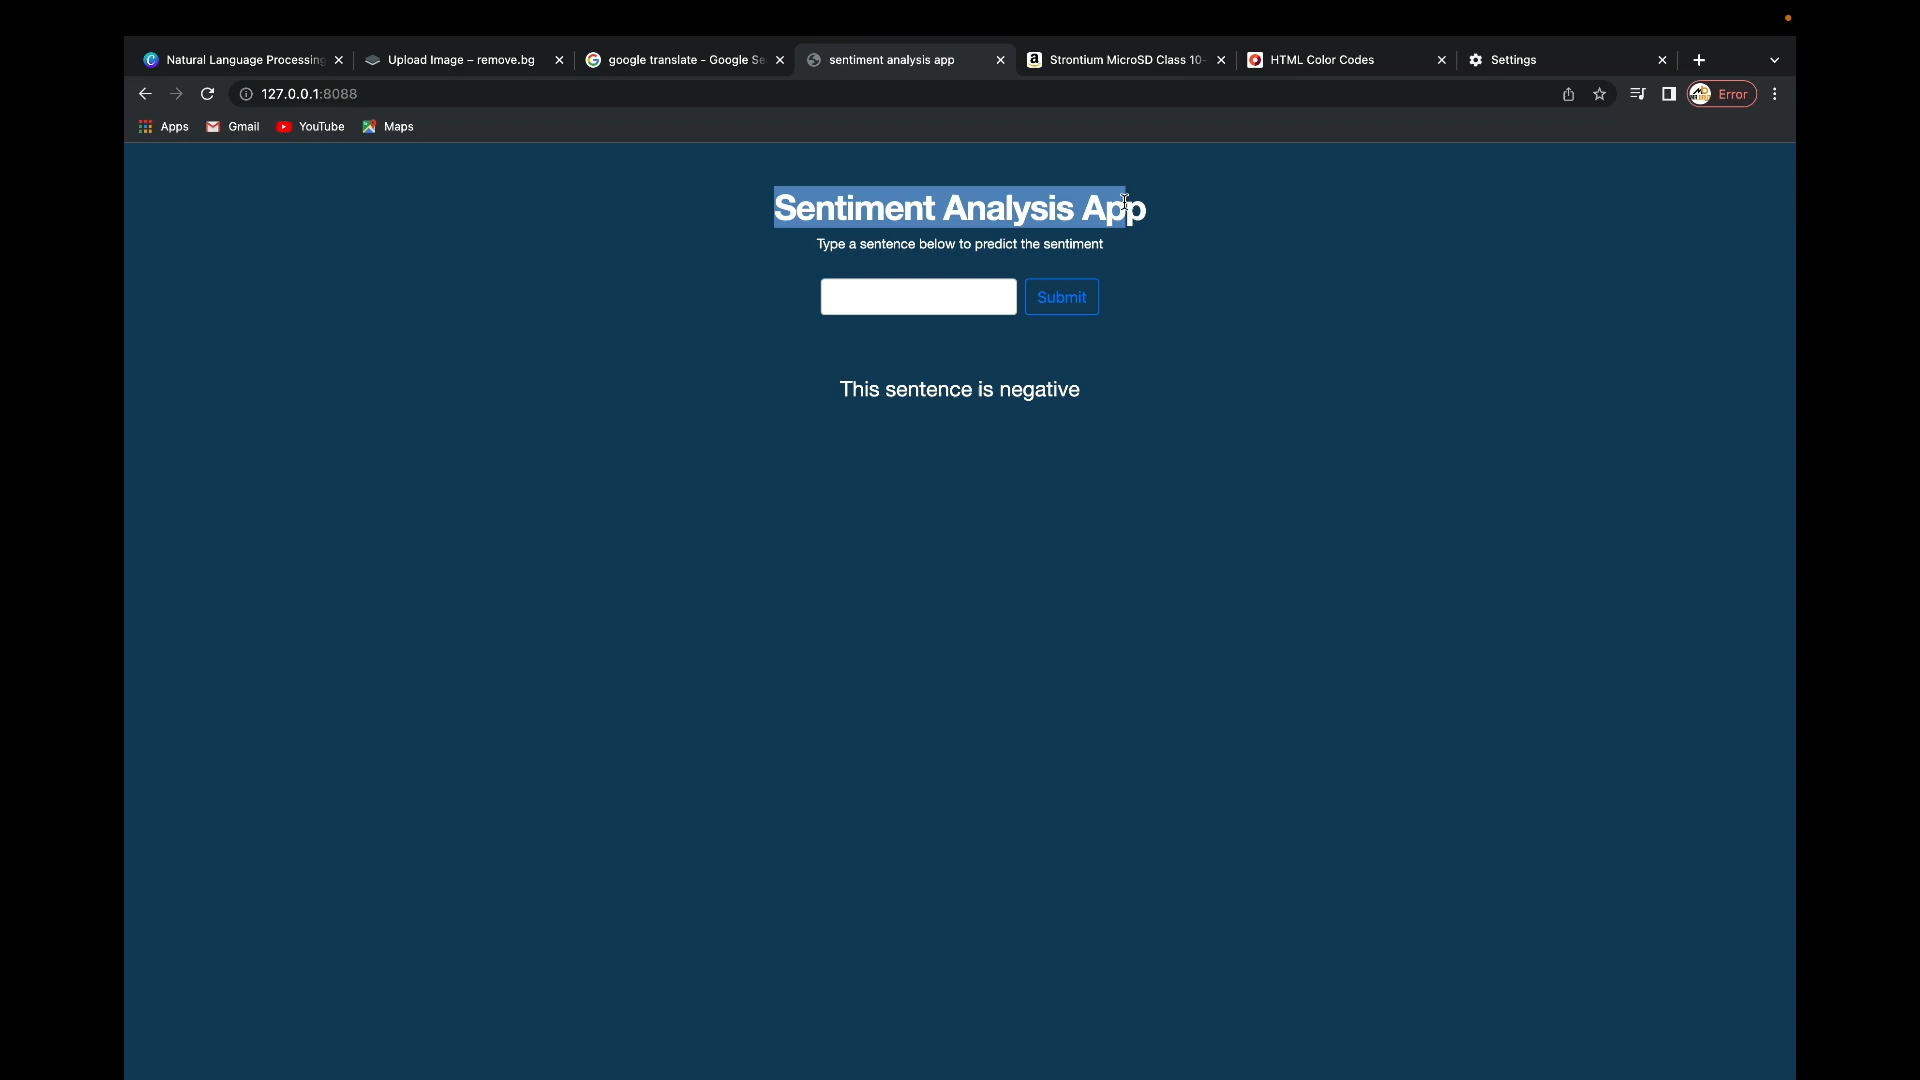 Natural Language Processing
Upload Image – remove.bg
google translate - Google Se
sentiment analysis app
Strontium MicroSD Class 10-
HTML Color Codes
Settings
127.0.0.1:8088
Error
Apps
Gmail
YouTube
Maps
Sentiment Analysis App
Type a sentence below to predict the sentiment
Submit
This sentence is negative